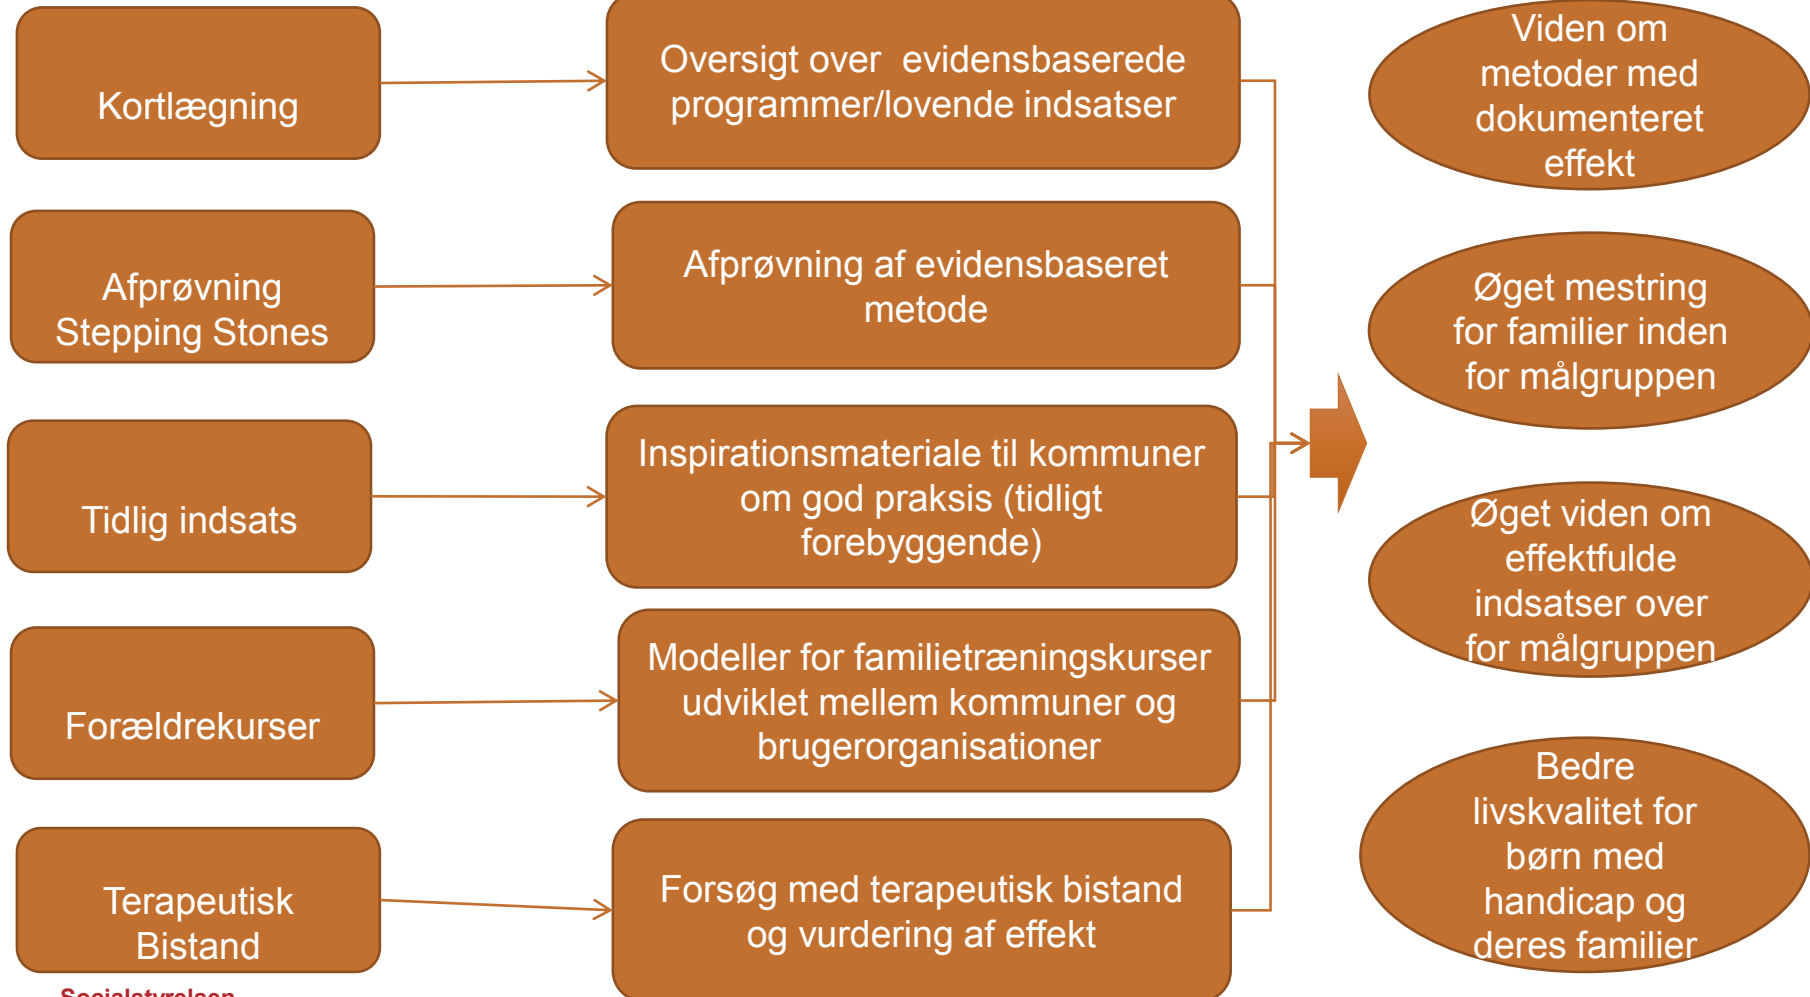 Kortlægning
Oversigt over evidensbaserede
programmer/lovende indsatser
Viden om
metoder med
dokumenteret
effekt
Afprøvning
Stepping Stones
Afprøvning af evidensbaseret
metode
Øget mestring
for familier inden
for målgruppen
Tidlig indsats
Inspirationsmateriale til kommuner
om god praksis (tidligt
forebyggende)
Øget viden om
effektfulde
indsatser over
for målgruppen
Forældrekurser
Modeller for familietræningskurser
udviklet mellem kommuner og
brugerorganisationer
Bedre
livskvalitet for
børn med
handicap og
deres familier
Terapeutisk
Bistand
Forsøg med terapeutisk bistand
og vurdering af effekt
Socialstyrelsen